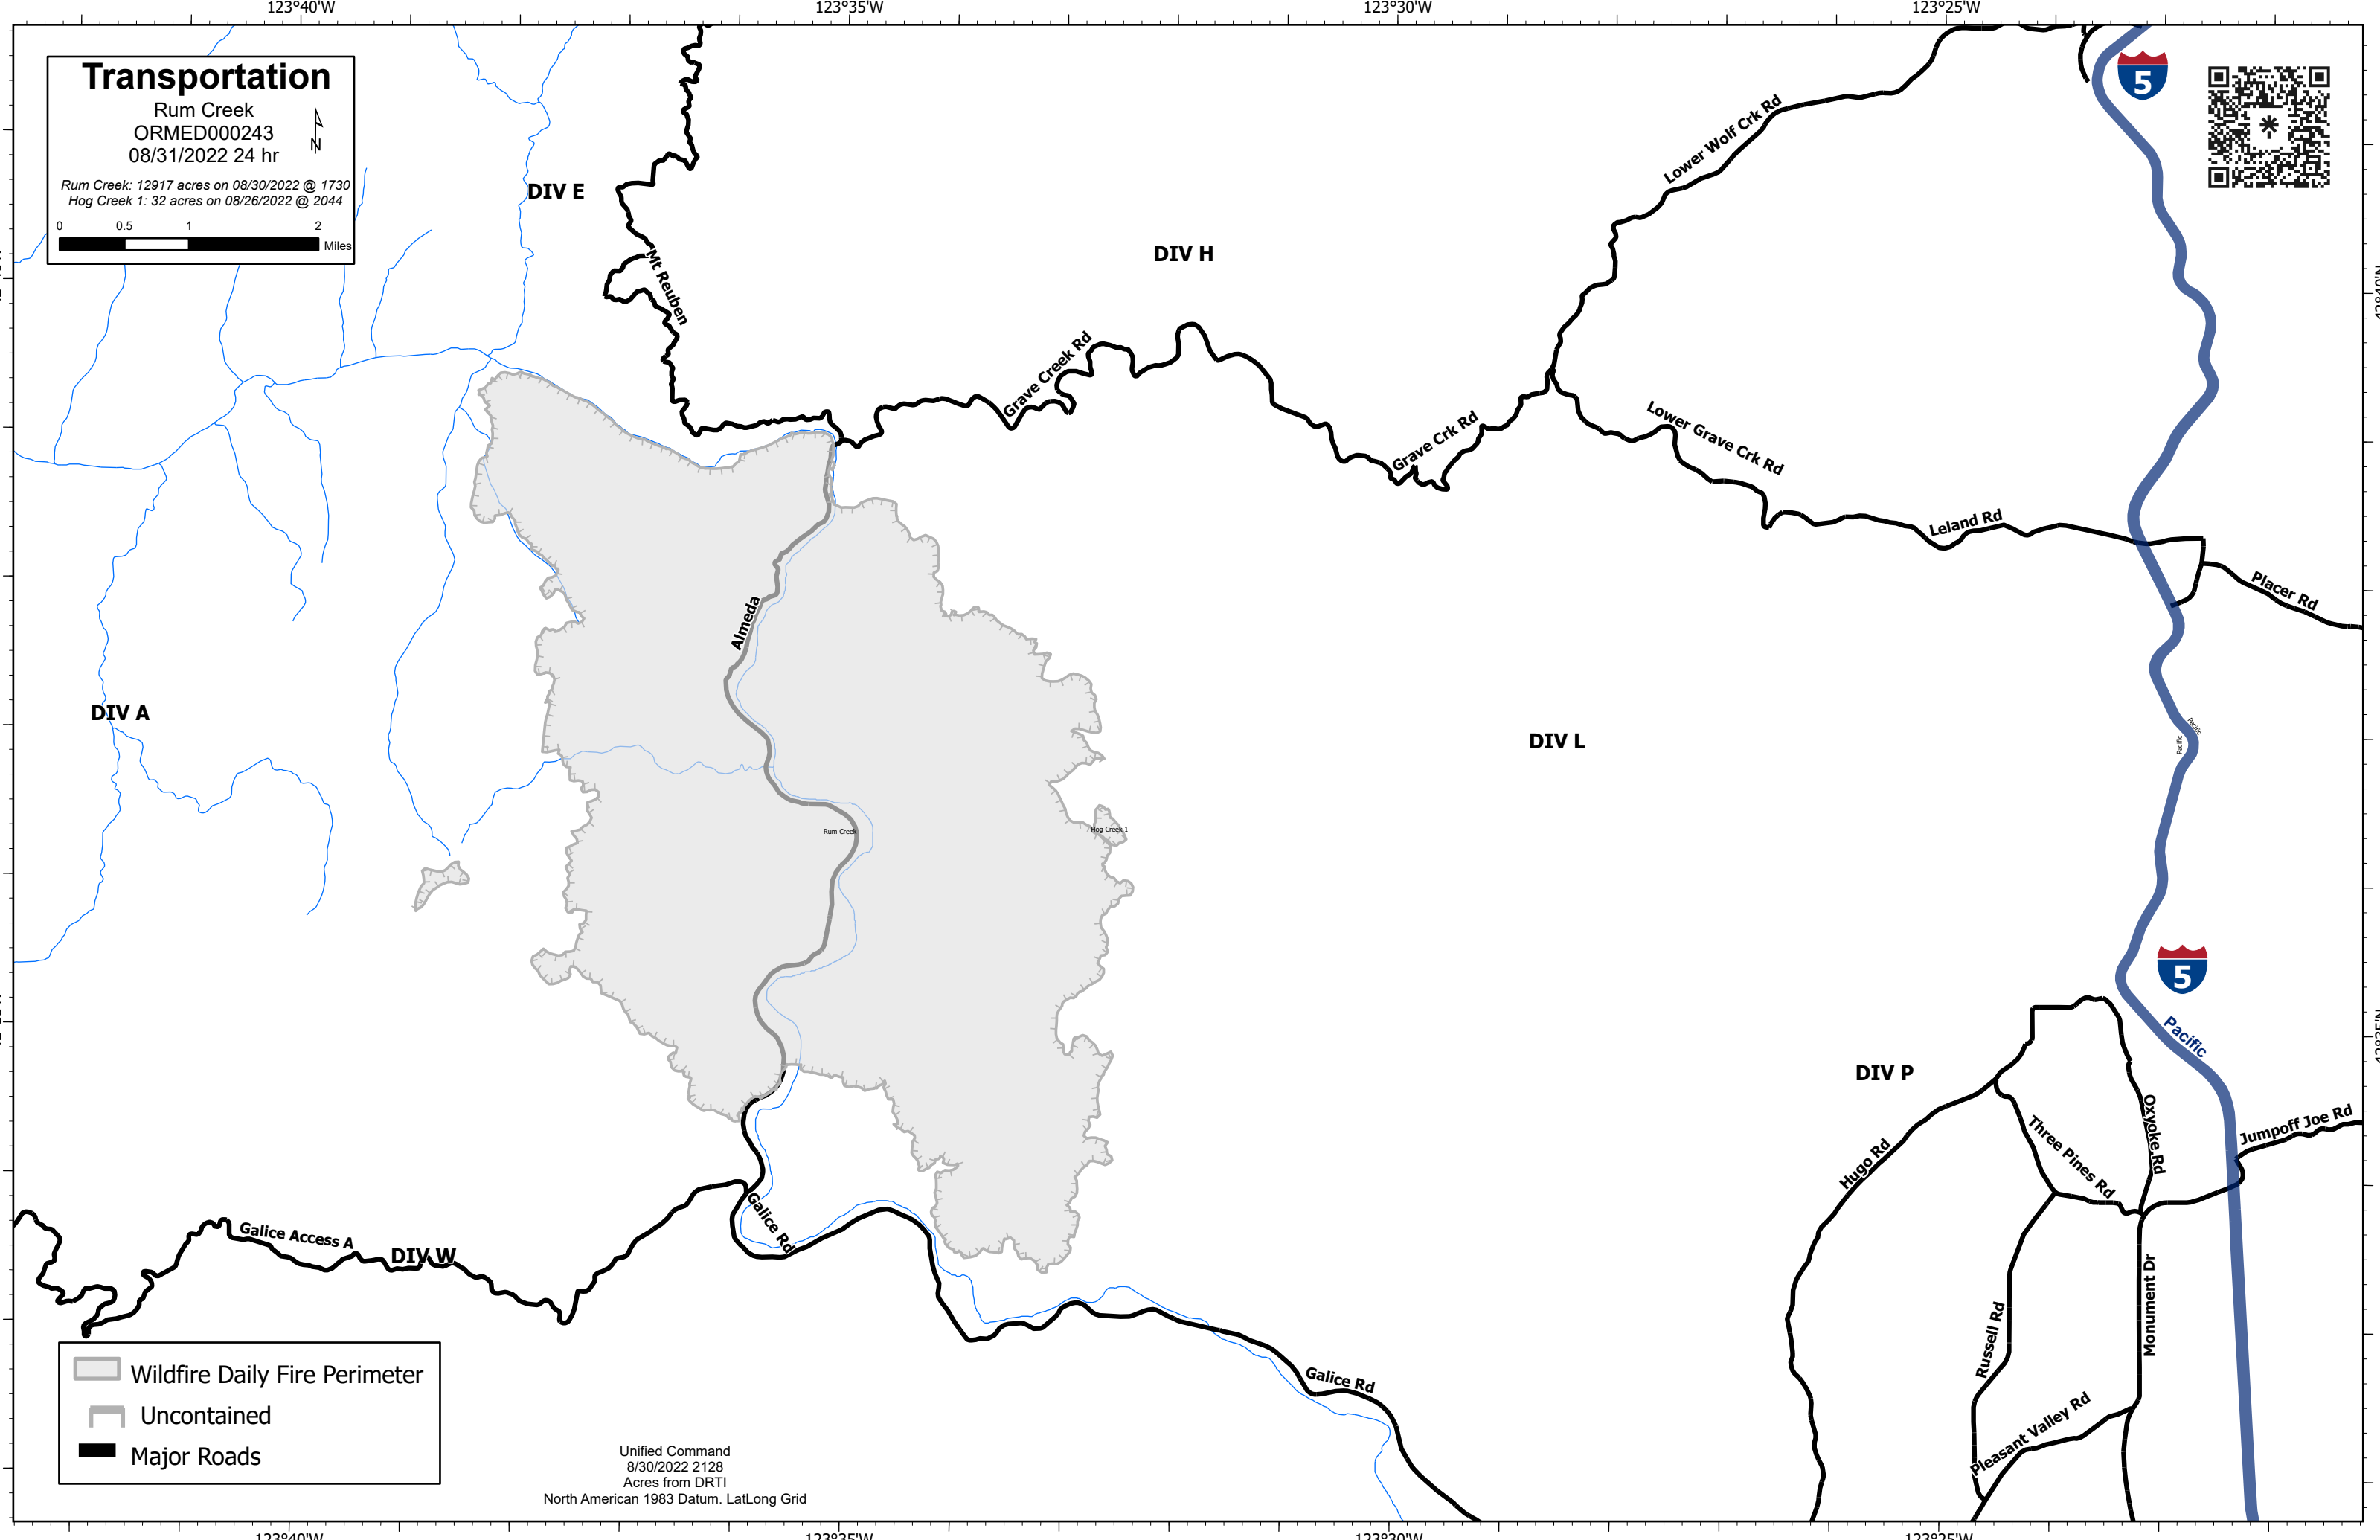 123°40'W
123°35'W
123°30'W
123°25'W
Transportation
Rum Creek
ORMED000243
08/31/2022 24 hr
N
Rum Creek: 12917 acres on 08/30/2022 @ 1730
Hog Creek 1: 32 acres on 08/26/2022 @ 2044
0 0.5 1 2
Miles
5
Lower Wolf Crk Rd
DIV E
DIV H
Mt Reuben
Grave Creek Rd
Grave Crk Rd
Lower Grave Crk Rd
Leland Rd
Placer Rd
Almeda
DIV A
DIV L
Pacific
Pacific
Rum Creek
Hog Creek 1
5
Pacific
DIV P
Oxyoke Rd
Three Pines Rd
Jumpoff Joe Rd
Hugo Rd
Galice Rd
Galice Access A
DIV W
Monument Dr
Russell Rd
Galice Rd
Pleasant Valley Rd
Wildfire Daily Fire Perimeter
Uncontained
Major Roads
Unified Command
8/30/2022 2128
Acres from DRTI
North American 1983 Datum. LatLong Grid
123°40'W
123°35'W
123°30'W
123°25'W